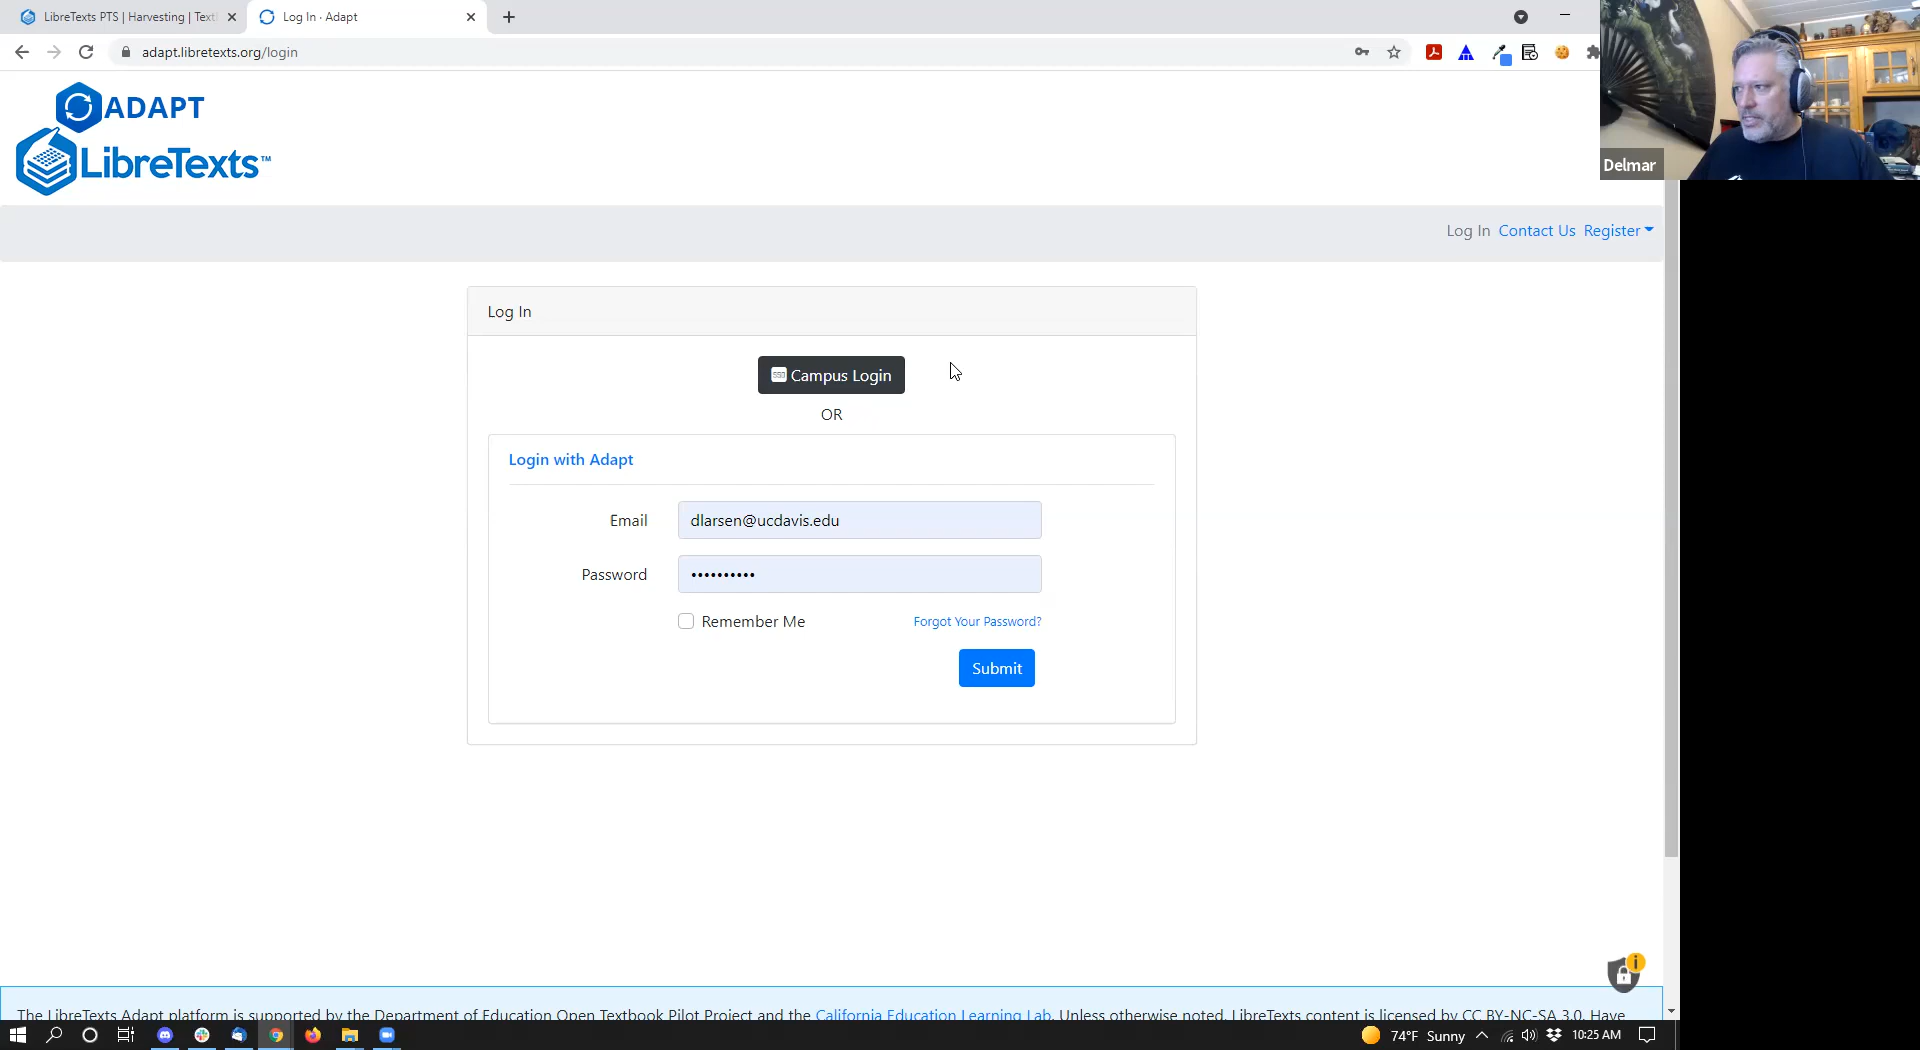 LibreTexts PTS | Harvesting | Text
Log In · Adapt
adapt.libretexts.org/login
ADAPT
LibreTexts™
Delmar
Log In Contact Us Register
Log In
SSO Campus Login
OR
Login with Adapt
Email dlarsen@ucdavis.edu
Password ••••••••••
Remember Me Forgot Your Password?
Submit
The LibreTexts Adapt platform is supported by the Department of Education Open Textbook Pilot Project and the California Education Learning Lab. Unless otherwise noted, LibreTexts content is licensed by CC BY-NC-SA 3.0. Have
74°F Sunny 10:25 AM